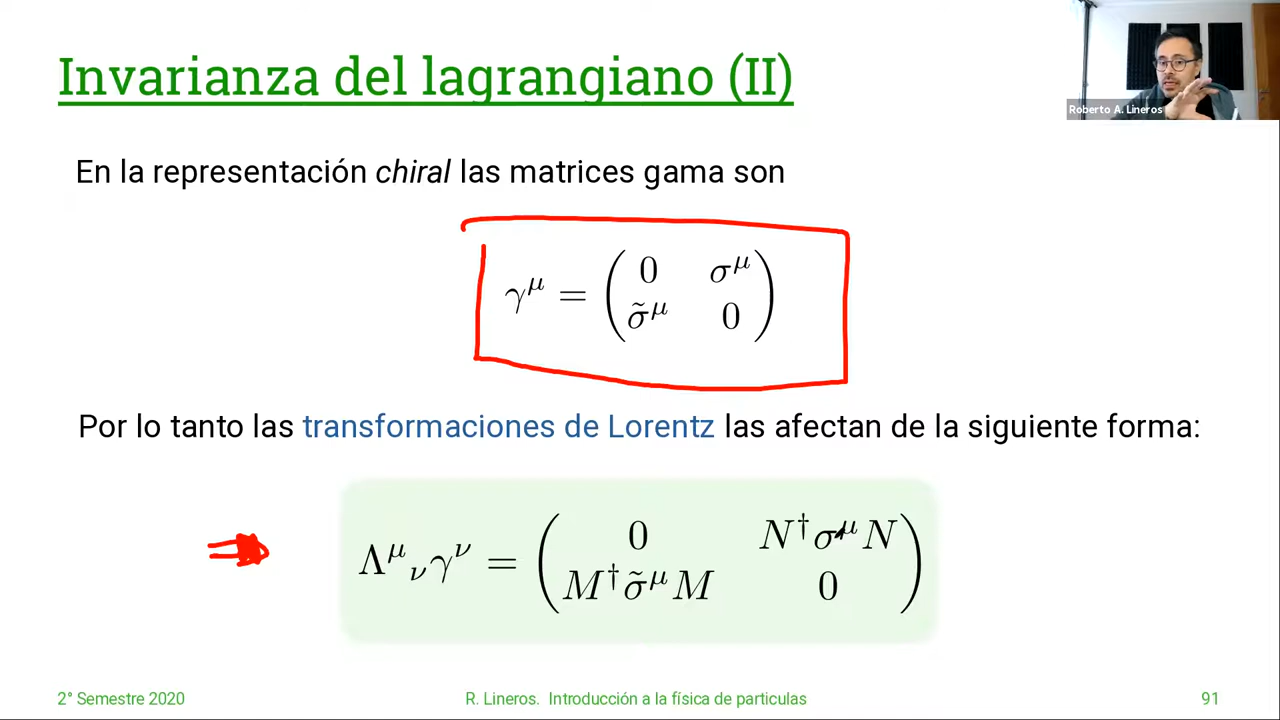 Invarianza del lagrangiano (II)
Roberto A. Lineros
En la representación chiral las matrices gama son
γ^μ = ( 0 σ^μ
σ̃^μ 0 )
Por lo tanto las transformaciones de Lorentz las afectan de la siguiente forma:
Λ^μ_ν γ^ν = ( 0 N^†σ^μN
M^†σ̃^μM 0 )
2° Semestre 2020
R. Lineros. Introducción a la física de particulas
91